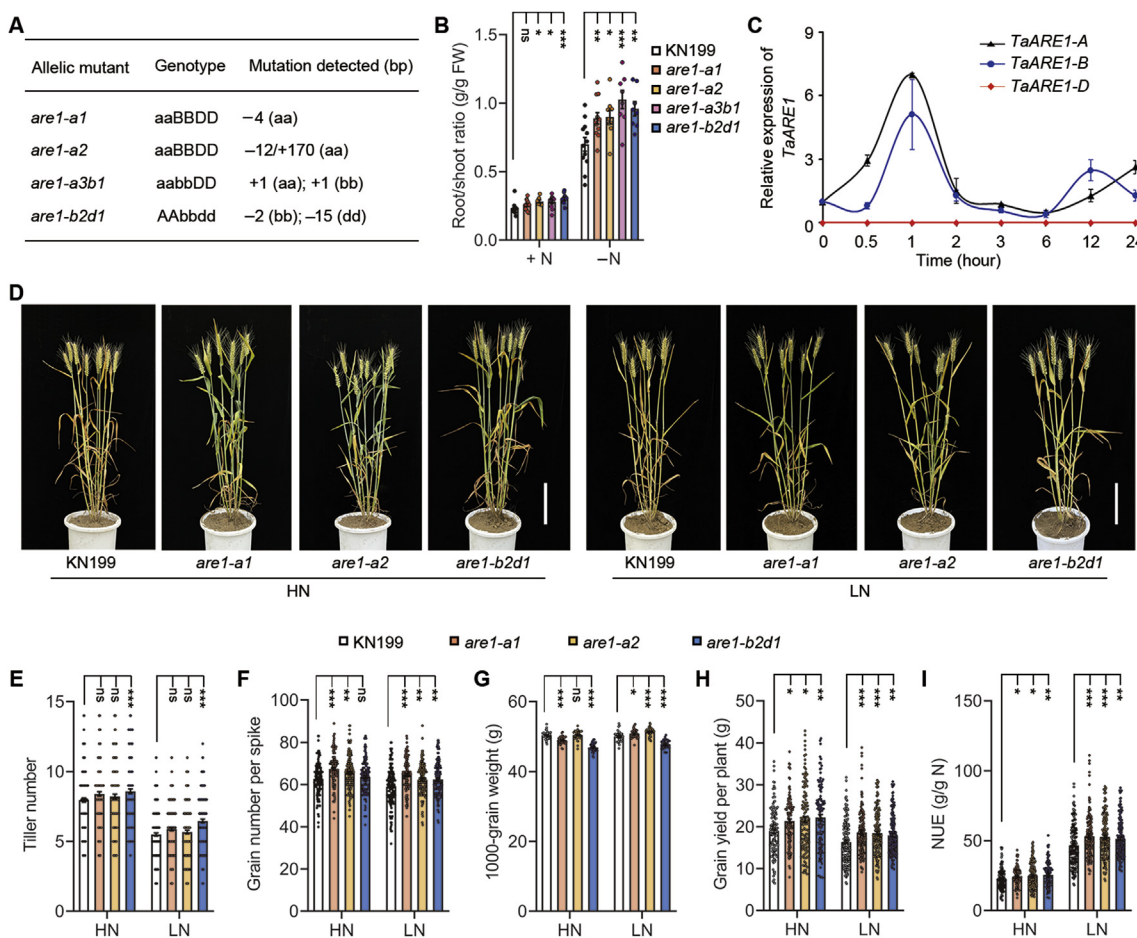 A
Allelic mutant Genotype Mutation detected (bp)
are1-a1 aaBBDD –4 (aa)
are1-a2 aaBBDD –12/+170 (aa)
are1-a3b1 aabbDD +1 (aa); +1 (bb)
are1-b2d1 AAbbdd –2 (bb); –15 (dd)
B
Root/shoot ratio (g/g FW)
1.5
1.0
0.5
0.0
ns * * ***
** * *** **
KN199
are1-a1
are1-a2
are1-a3b1
are1-b2d1
+ N –N
C
Relative expression of
TaARE1
9
6
3
0
TaARE1-A
TaARE1-B
TaARE1-D
0 0.5 1 2 3 6 12 24
Time (hour)
D
KN199 are1-a1 are1-a2 are1-b2d1 KN199 are1-a1 are1-a2 are1-b2d1
HN LN
KN199 are1-a1 are1-a2 are1-b2d1
E
Tiller number
15
10
5
0
ns ns ***
ns ns ***
HN LN
F
Grain number per spike
100
80
60
40
20
0
*** ** ns
*** ** **
HN LN
G
1000-grain weight (g)
60
40
20
0
*** ns ***
* *** ***
HN LN
H
Grain yield per plant (g)
50
40
30
20
10
0
* * **
*** *** **
HN LN
I
NUE (g/g N)
150
100
50
0
* * **
*** *** **
HN LN